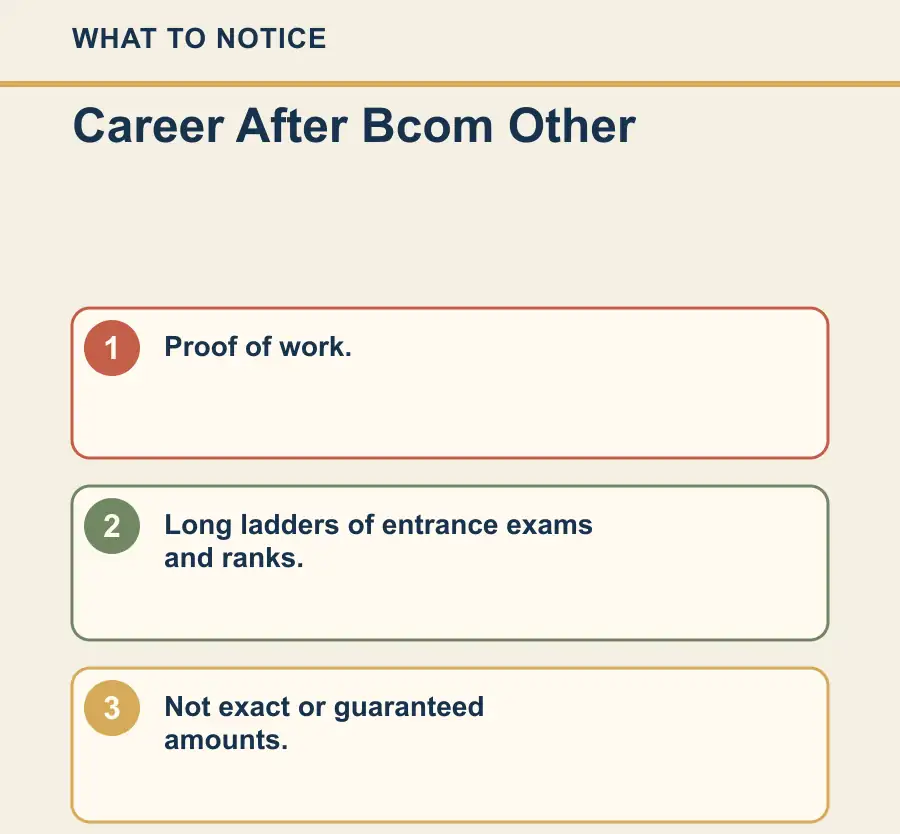 WHAT TO NOTICE
Career After Bcom Other
1
Proof of work.
2
Long ladders of entrance exams
and ranks.
3
Not exact or guaranteed
amounts.